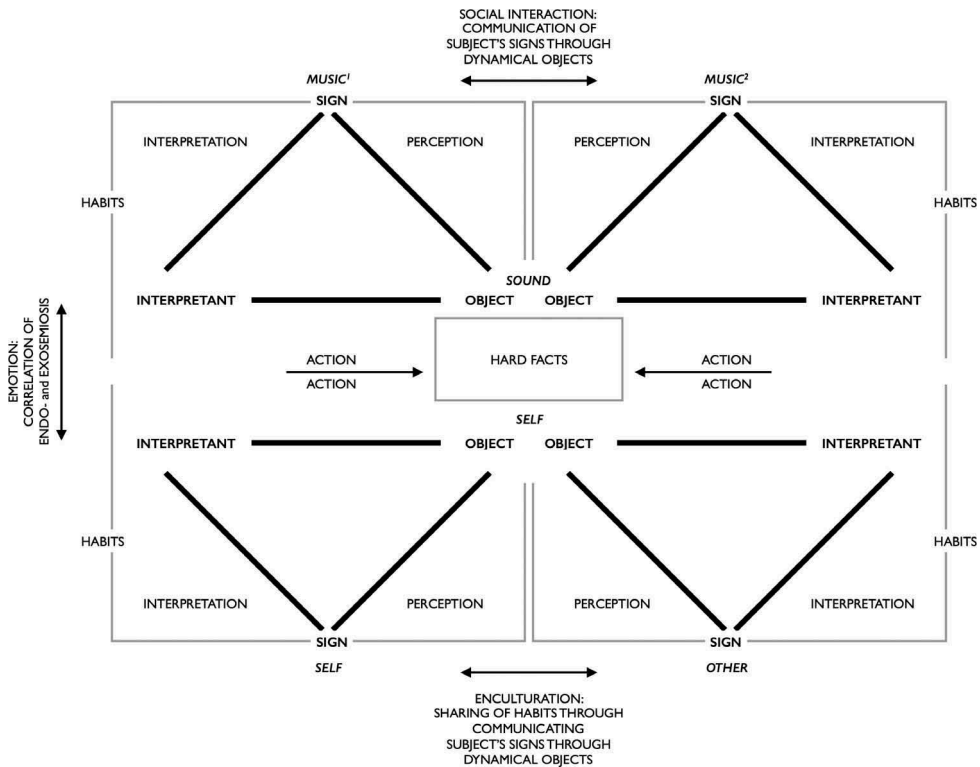 SOCIAL INTERACTION:
COMMUNICATION OF
SUBJECT'S SIGNS THROUGH
DYNAMICAL OBJECTS
MUSIC¹
MUSIC²
SIGN
SIGN
INTERPRETATION
PERCEPTION
PERCEPTION
INTERPRETATION
HABITS
HABITS
SOUND
INTERPRETANT
OBJECT
OBJECT
INTERPRETANT
EMOTION:
CORRELATION OF
ENDO- and EXOSEMIOSIS
ACTION
ACTION
HARD FACTS
ACTION
ACTION
SELF
INTERPRETANT
OBJECT
OBJECT
INTERPRETANT
HABITS
HABITS
INTERPRETATION
PERCEPTION
PERCEPTION
INTERPRETATION
SIGN
SIGN
SELF
OTHER
ENCULTURATION:
SHARING OF HABITS THROUGH
COMMUNICATING
SUBJECT'S SIGNS THROUGH
DYNAMICAL OBJECTS